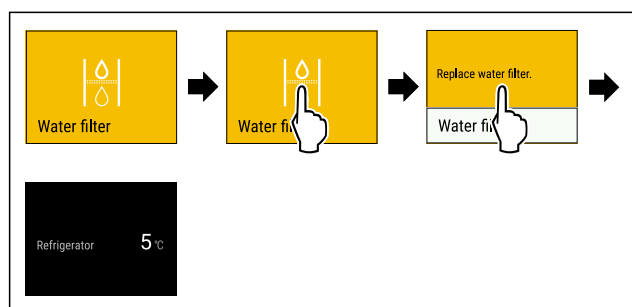 Water filter
Water fi
Replace water filter.
Water fi
Refrigerator 5 °C